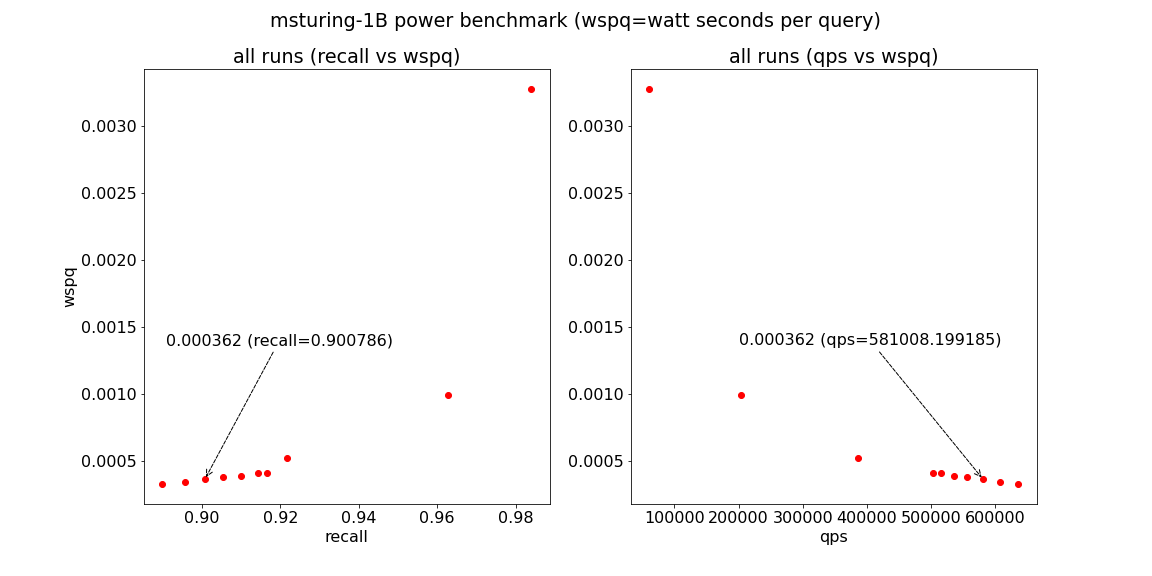 msturing-1B power benchmark (wspq=watt seconds per query)
all runs (recall vs wspq)
0.0030
0.0025
0.0020
0.0015
0.0010
0.0005
wspq
0.000362 (recall=0.900786)
0.90 0.92 0.94 0.96 0.98
recall
all runs (qps vs wspq)
0.0030
0.0025
0.0020
0.0015
0.0010
0.0005
0.000362 (qps=581008.199185)
100000 200000 300000 400000 500000 600000
qps